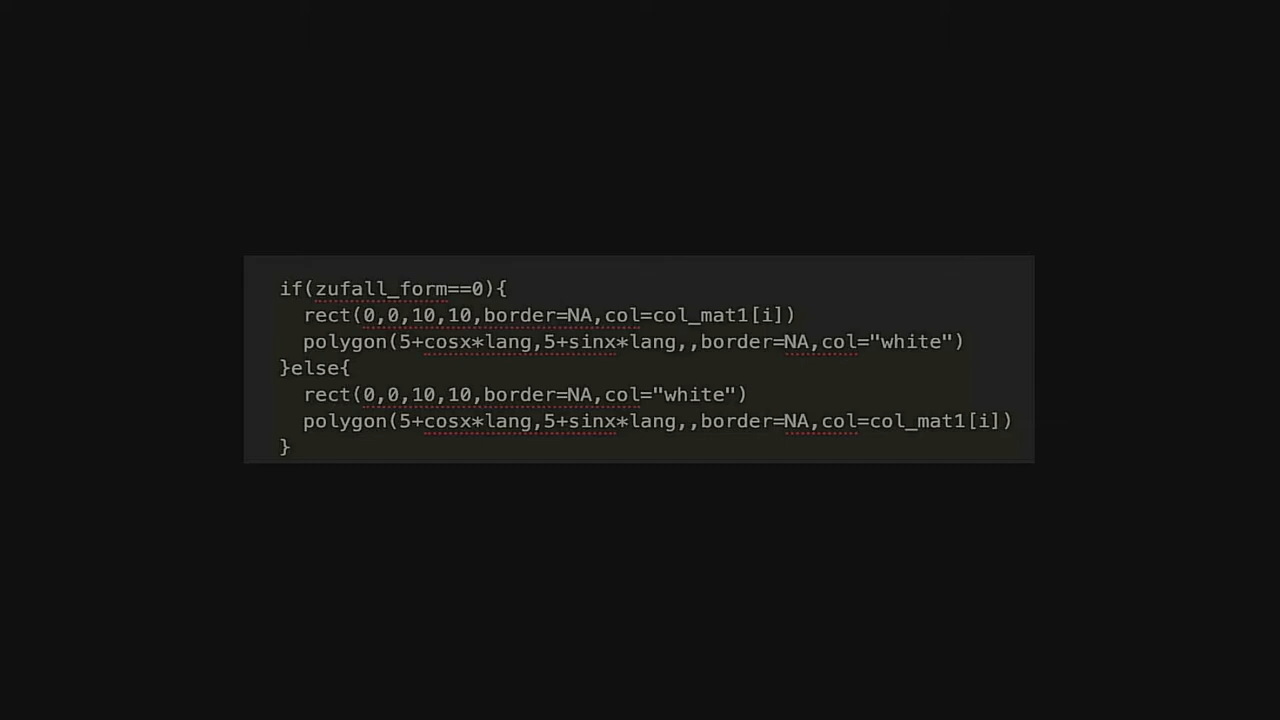 if(zufall_form==0){
  rect(0,0,10,10,border=NA,col=col_mat1[i])
  polygon(5+cosx*lang,5+sinx*lang,,border=NA,col="white")
}else{
  rect(0,0,10,10,border=NA,col="white")
  polygon(5+cosx*lang,5+sinx*lang,,border=NA,col=col_mat1[i])
}